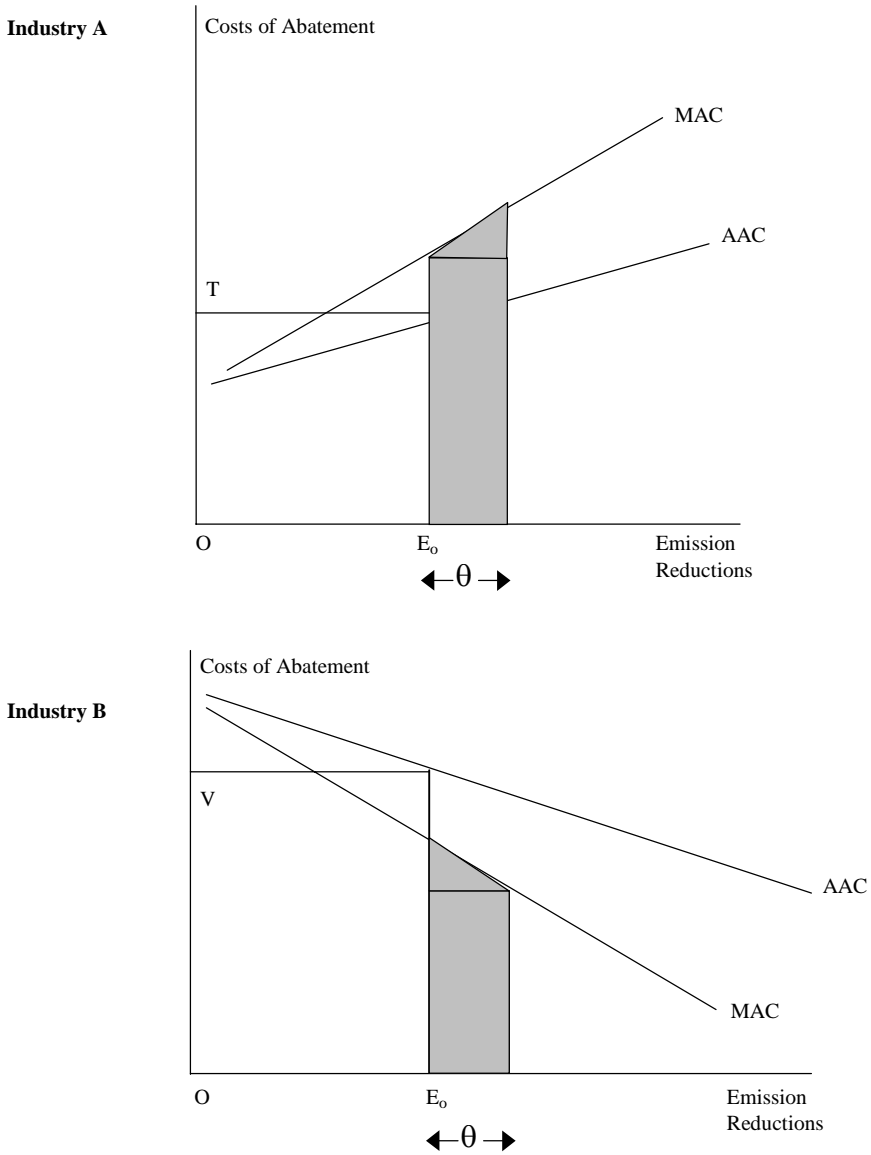 Industry A
Costs of Abatement
MAC
AAC
T
O
Eo
Emission
Reductions
θ
Costs of Abatement
Industry B
V
AAC
MAC
O
Eo
Emission
Reductions
θ